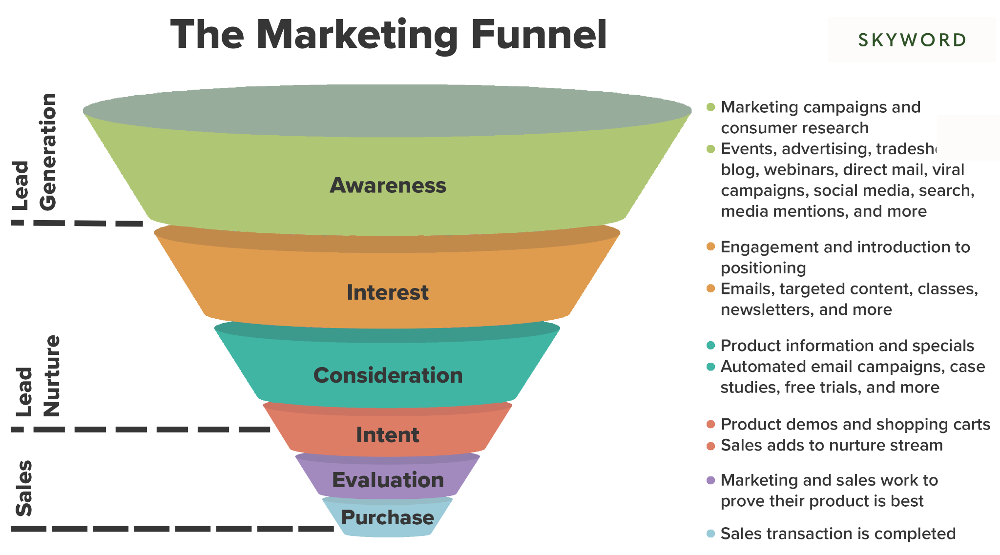 The Marketing Funnel
SKYWORD
Lead
Generation
Awareness
Marketing campaigns and
consumer research
Events, advertising,
blog, webinars, direct mail, viral
campaigns, social media, search,
media mentions, and more
Interest
Engagement and introduction to
positioning
Emails, targeted content, classes,
newsletters, and more
Lead
Nurture
Consideration
Product information and specials
Automated email campaigns, case
studies, free trials, and more
Intent
Product demos and shopping carts
Sales adds to nurture stream
Sales
Evaluation
Marketing and sales work to
prove their product is best
Purchase
Sales transaction is completed